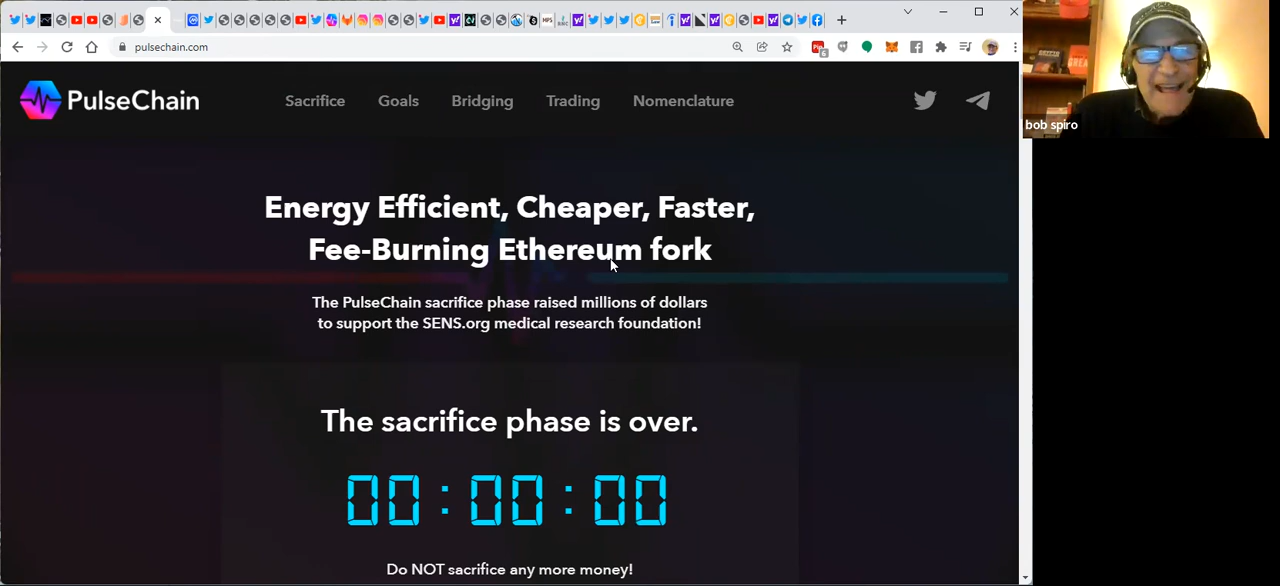 pulsechain.com
PulseChain
Sacrifice
Goals
Bridging
Trading
Nomenclature
bob spiro
Energy Efficient, Cheaper, Faster,
Fee-Burning Ethereum fork
The PulseChain sacrifice phase raised millions of dollars
to support the SENS.org medical research foundation!
The sacrifice phase is over.
00:00:00
Do NOT sacrifice any more money!